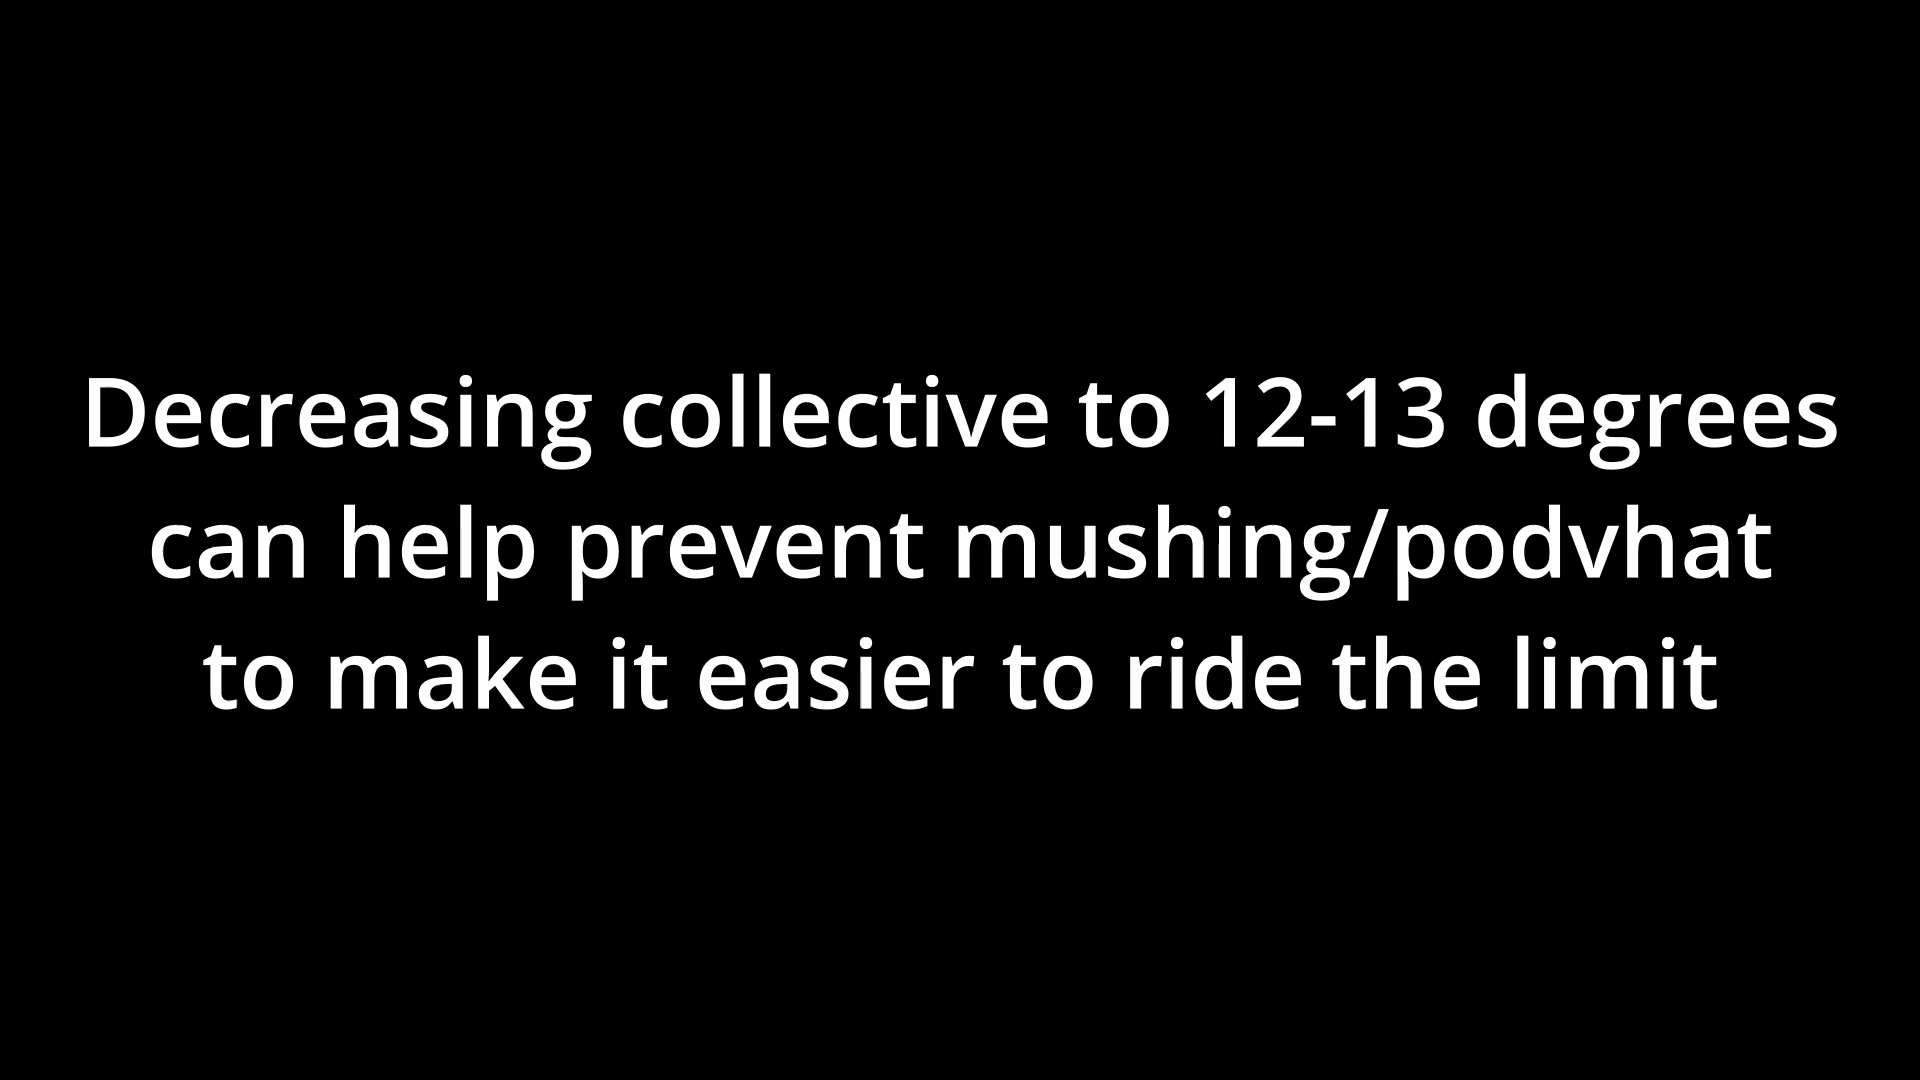 Decreasing collective to 12-13 degrees
can help prevent mushing/podvhat
to make it easier to ride the limit